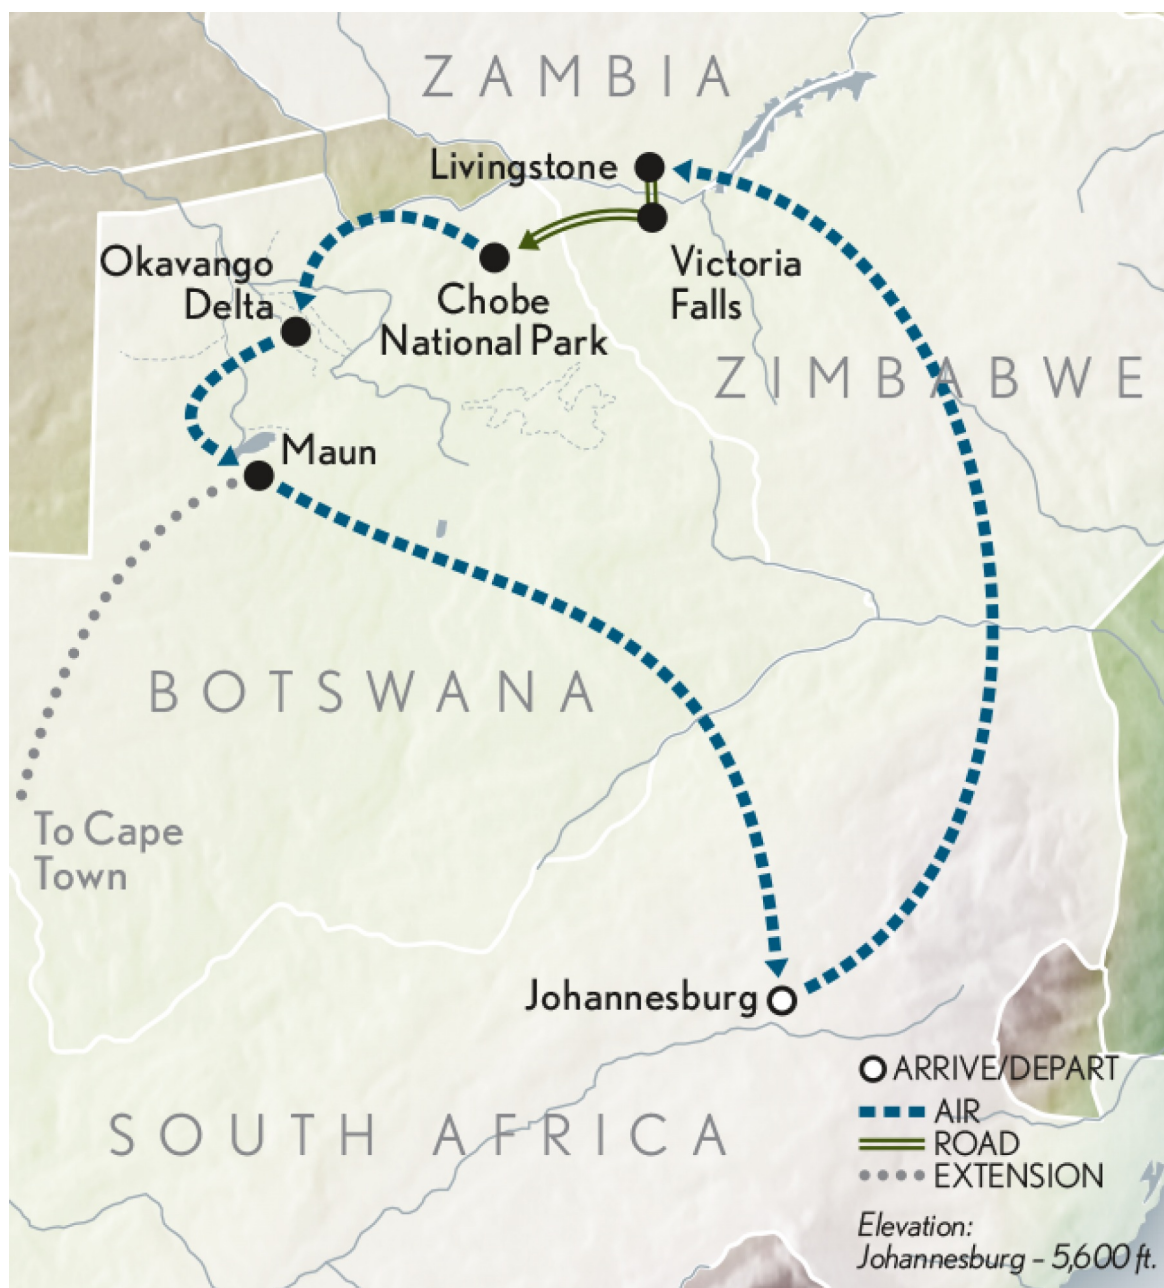 ZAMBIA
Livingstone
Okavango
Delta
Victoria
Falls
Chobe
National Park
ZIMBABWE
Maun
BOTSWANA
To Cape
Town
Johannesburg
SOUTH AFRICA
ARRIVE/DEPART
AIR
ROAD
EXTENSION
Elevation:
Johannesburg – 5,600 ft.